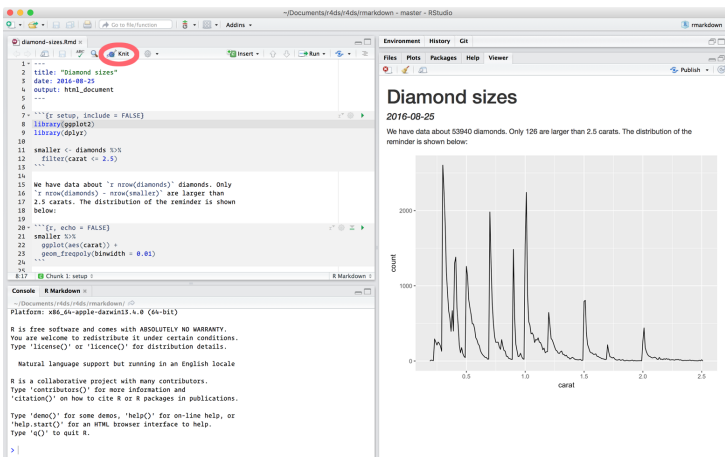 ~/Documents/r4ds/r4ds/rmarkdown - master - RStudio
Go to file/function
Addins
rmarkdown
diamond-sizes.Rmd
ABC
Knit
Insert
Run
1 ---
2 title: "Diamond sizes"
3 date: 2016-08-25
4 output: html_document
5 ---
6
7 ```{r setup, include = FALSE}
8 library(ggplot2)
9 library(dplyr)
10
11 smaller <- diamonds %>%
12 filter(carat <= 2.5)
13 ```
14
15 We have data about `r nrow(diamonds)` diamonds. Only
16 `r nrow(diamonds) - nrow(smaller)` are larger than
17 2.5 carats. The distribution of the reminder is shown
18 below:
19
20 ```{r, echo = FALSE}
21 smaller %>%
22 ggplot(aes(carat)) +
23 geom_freqpoly(binwidth = 0.01)
24 ```
25
8:17 Chunk 1: setup R Markdown
Console R Markdown
~/Documents/r4ds/r4ds/rmarkdown/
Platform: x86_64-apple-darwin13.4.0 (64-bit)
R is free software and comes with ABSOLUTELY NO WARRANTY.
You are welcome to redistribute it under certain conditions.
Type 'license()' or 'licence()' for distribution details.
Natural language support but running in an English locale
R is a collaborative project with many contributors.
Type 'contributors()' for more information and
'citation()' on how to cite R or R packages in publications.
Type 'demo()' for some demos, 'help()' for on-line help, or
'help.start()' for an HTML browser interface to help.
Type 'q()' to quit R.
>
Environment History Git
Files Plots Packages Help Viewer
Publish
Diamond sizes
2016-08-25
We have data about 53940 diamonds. Only 126 are larger than 2.5 carats. The distribution of the
reminder is shown below:
2000
1000
0
count
0.5 1.0 1.5 2.0 2.5
carat